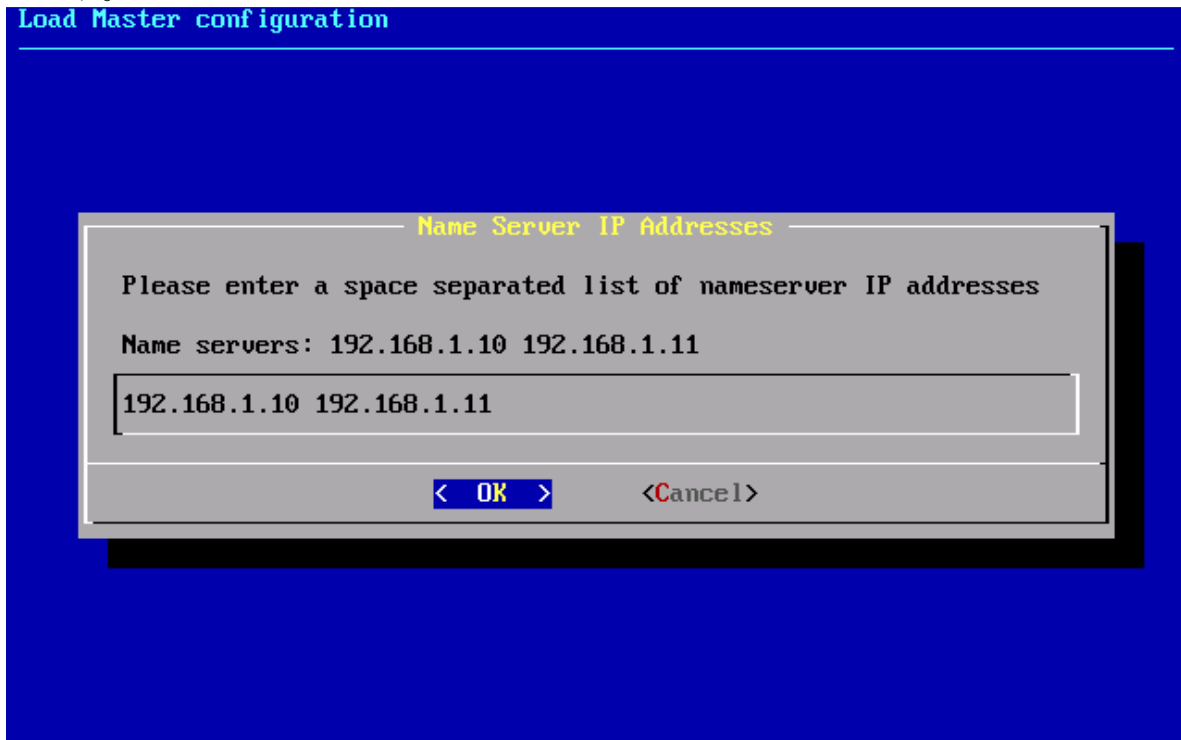 Load Master configuration
Name Server IP Addresses
Please enter a space separated list of nameserver IP addresses
Name servers: 192.168.1.10 192.168.1.11
192.168.1.10 192.168.1.11
< OK > <Cancel>